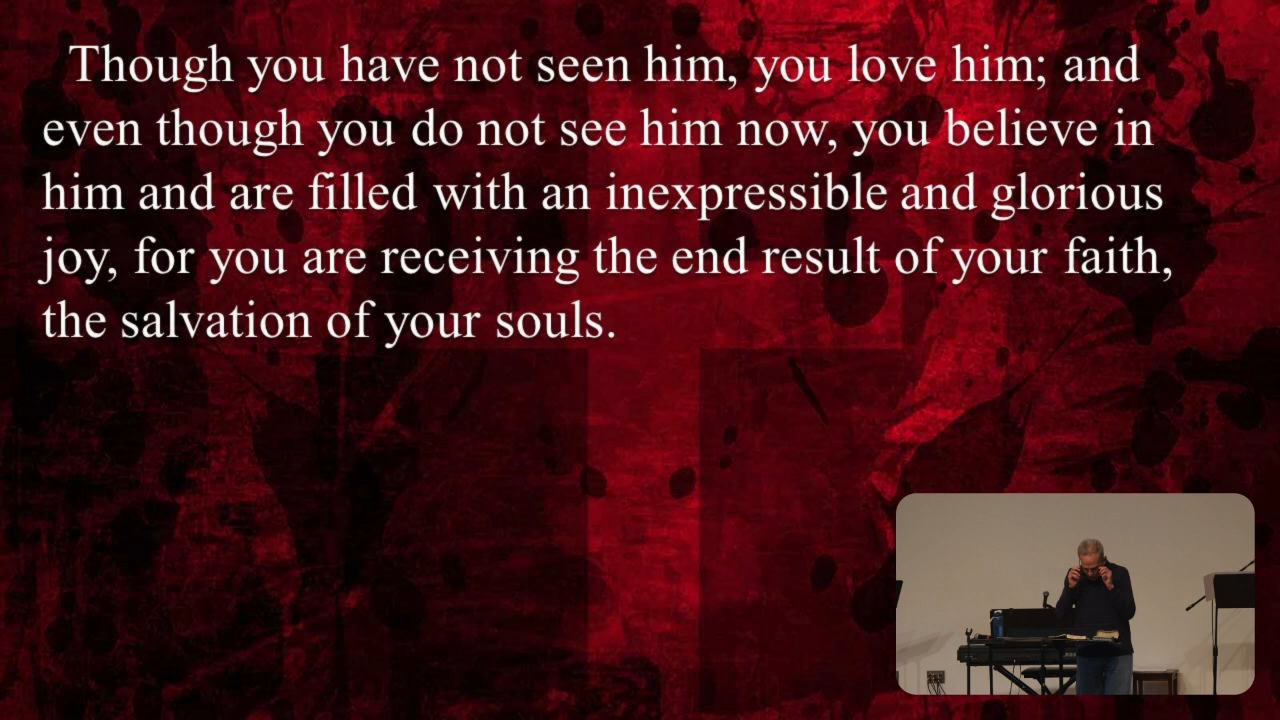 Though you have not seen him, you love him; and
even though you do not see him now, you believe in
him and are filled with an inexpressible and glorious
joy, for you are receiving the end result of your faith,
the salvation of your souls.